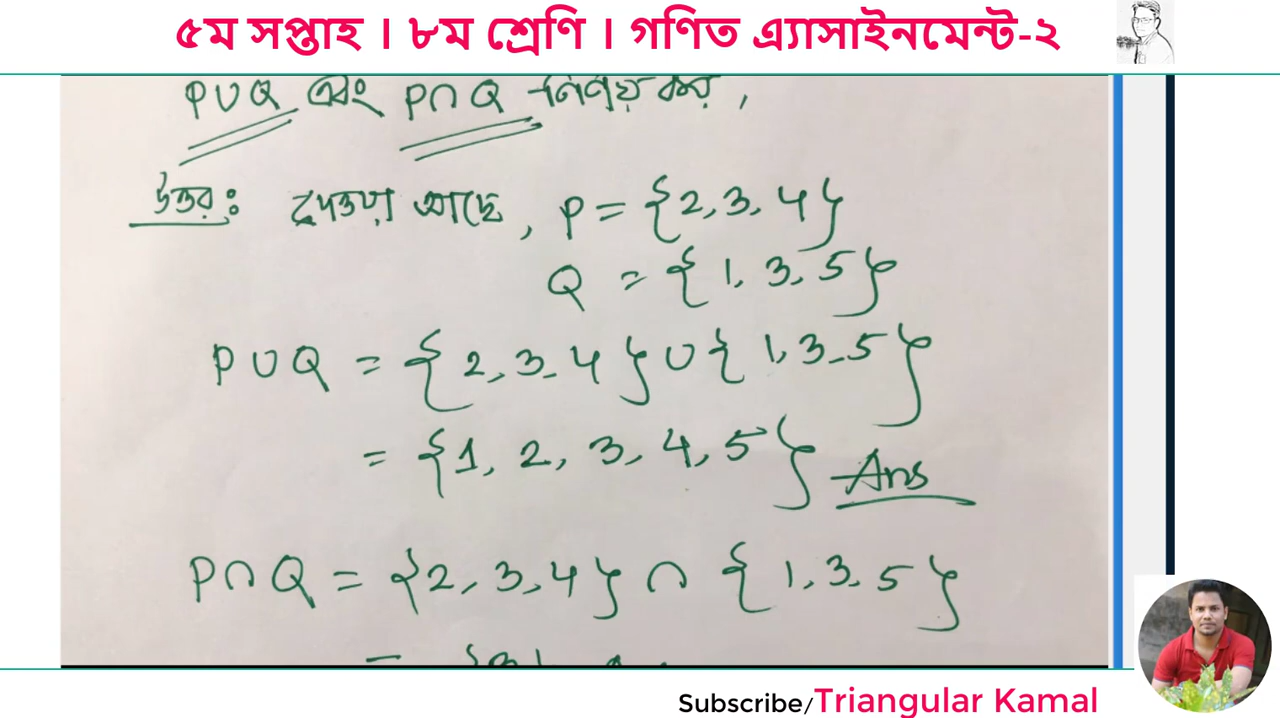 ৫ম সপ্তাহ । ৮ম শ্রেণি । গণিত এ্যাসাইনমেন্ট-২
P∪Q এবং P∩Q নির্ণয় কর,
উত্তরঃ দেওয়া আছে, P = {2, 3, 4}
Q = {1, 3, 5}
P∪Q = {2, 3, 4} ∪ {1, 3, 5}
= {1, 2, 3, 4, 5} Ans
P∩Q = {2, 3, 4} ∩ {1, 3, 5}
= {3}
Subscribe/Triangular Kamal